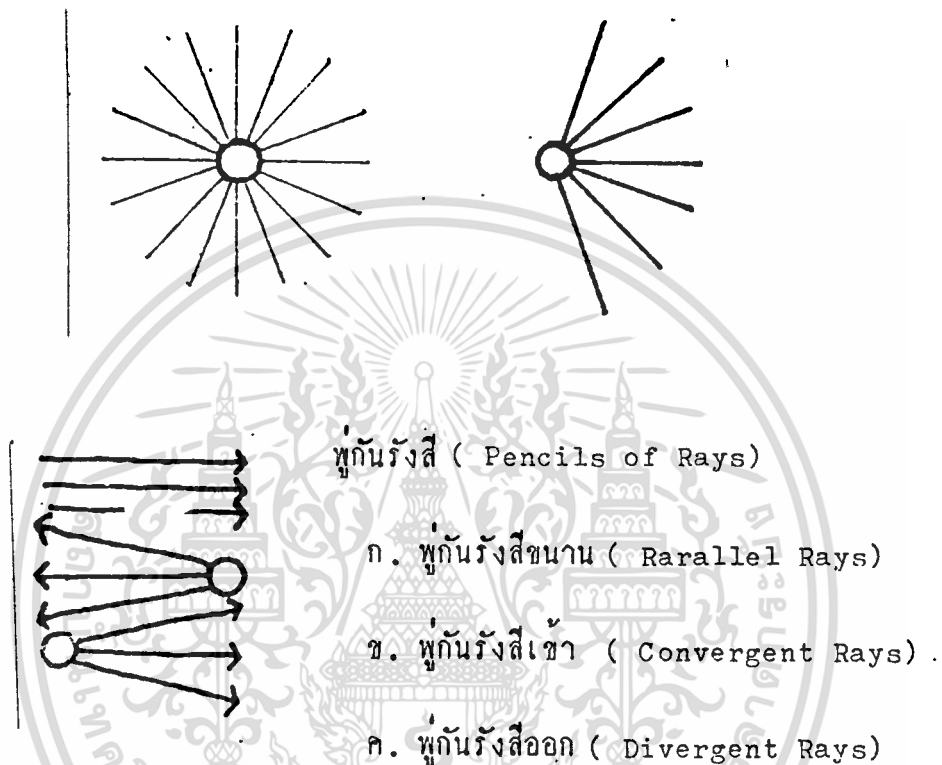 พู่กันรังสี ( Pencils of Rays)
ก. พู่กันรังสีขนาน ( Rarallel Rays)
ข. พู่กันรังสีเข้า ( Convergent Rays) .
ค. พู่กันรังสีออก ( Divergent Rays)